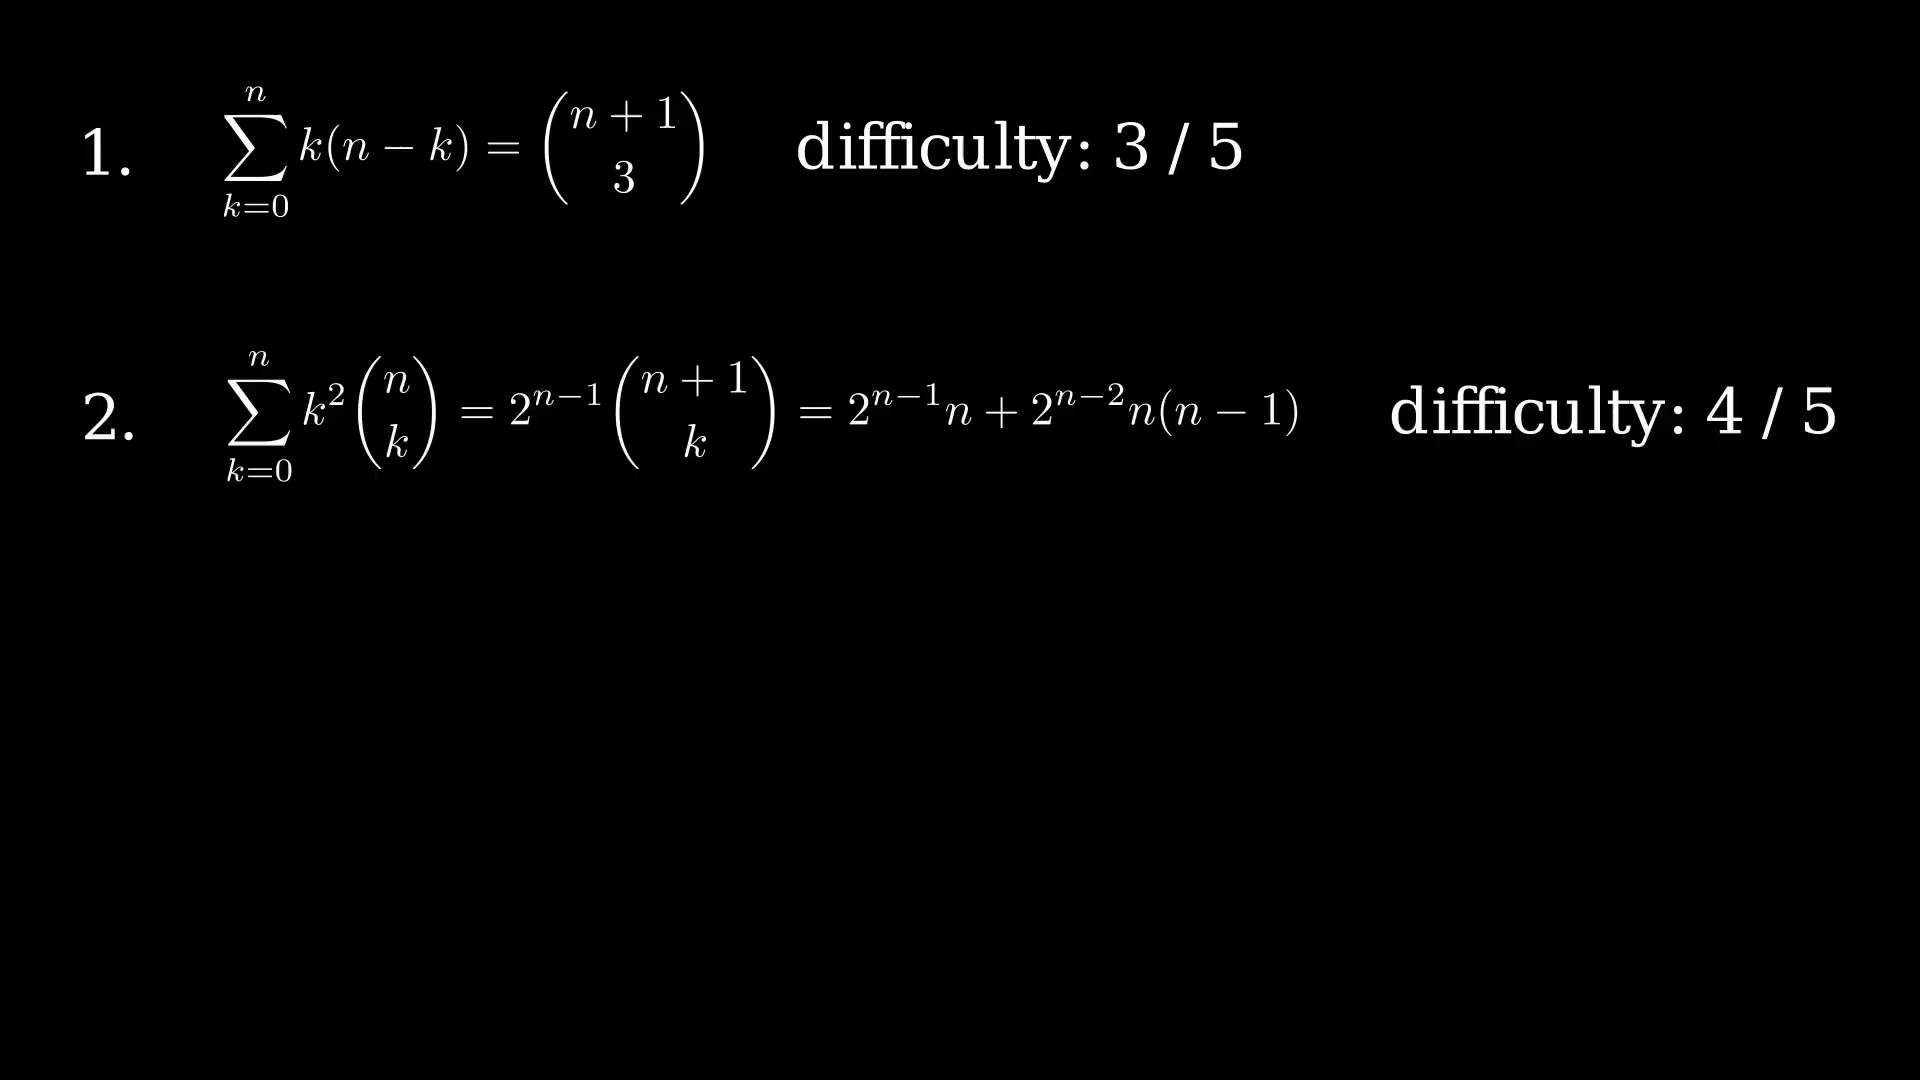 1. $\sum_{k=0}^{n} k(n-k) = \binom{n+1}{3}$ difficulty: 3 / 5
2. $\sum_{k=0}^{n} k^2 \binom{n}{k} = 2^{n-1} \binom{n+1}{k} = 2^{n-1}n + 2^{n-2}n(n-1)$ difficulty: 4 / 5